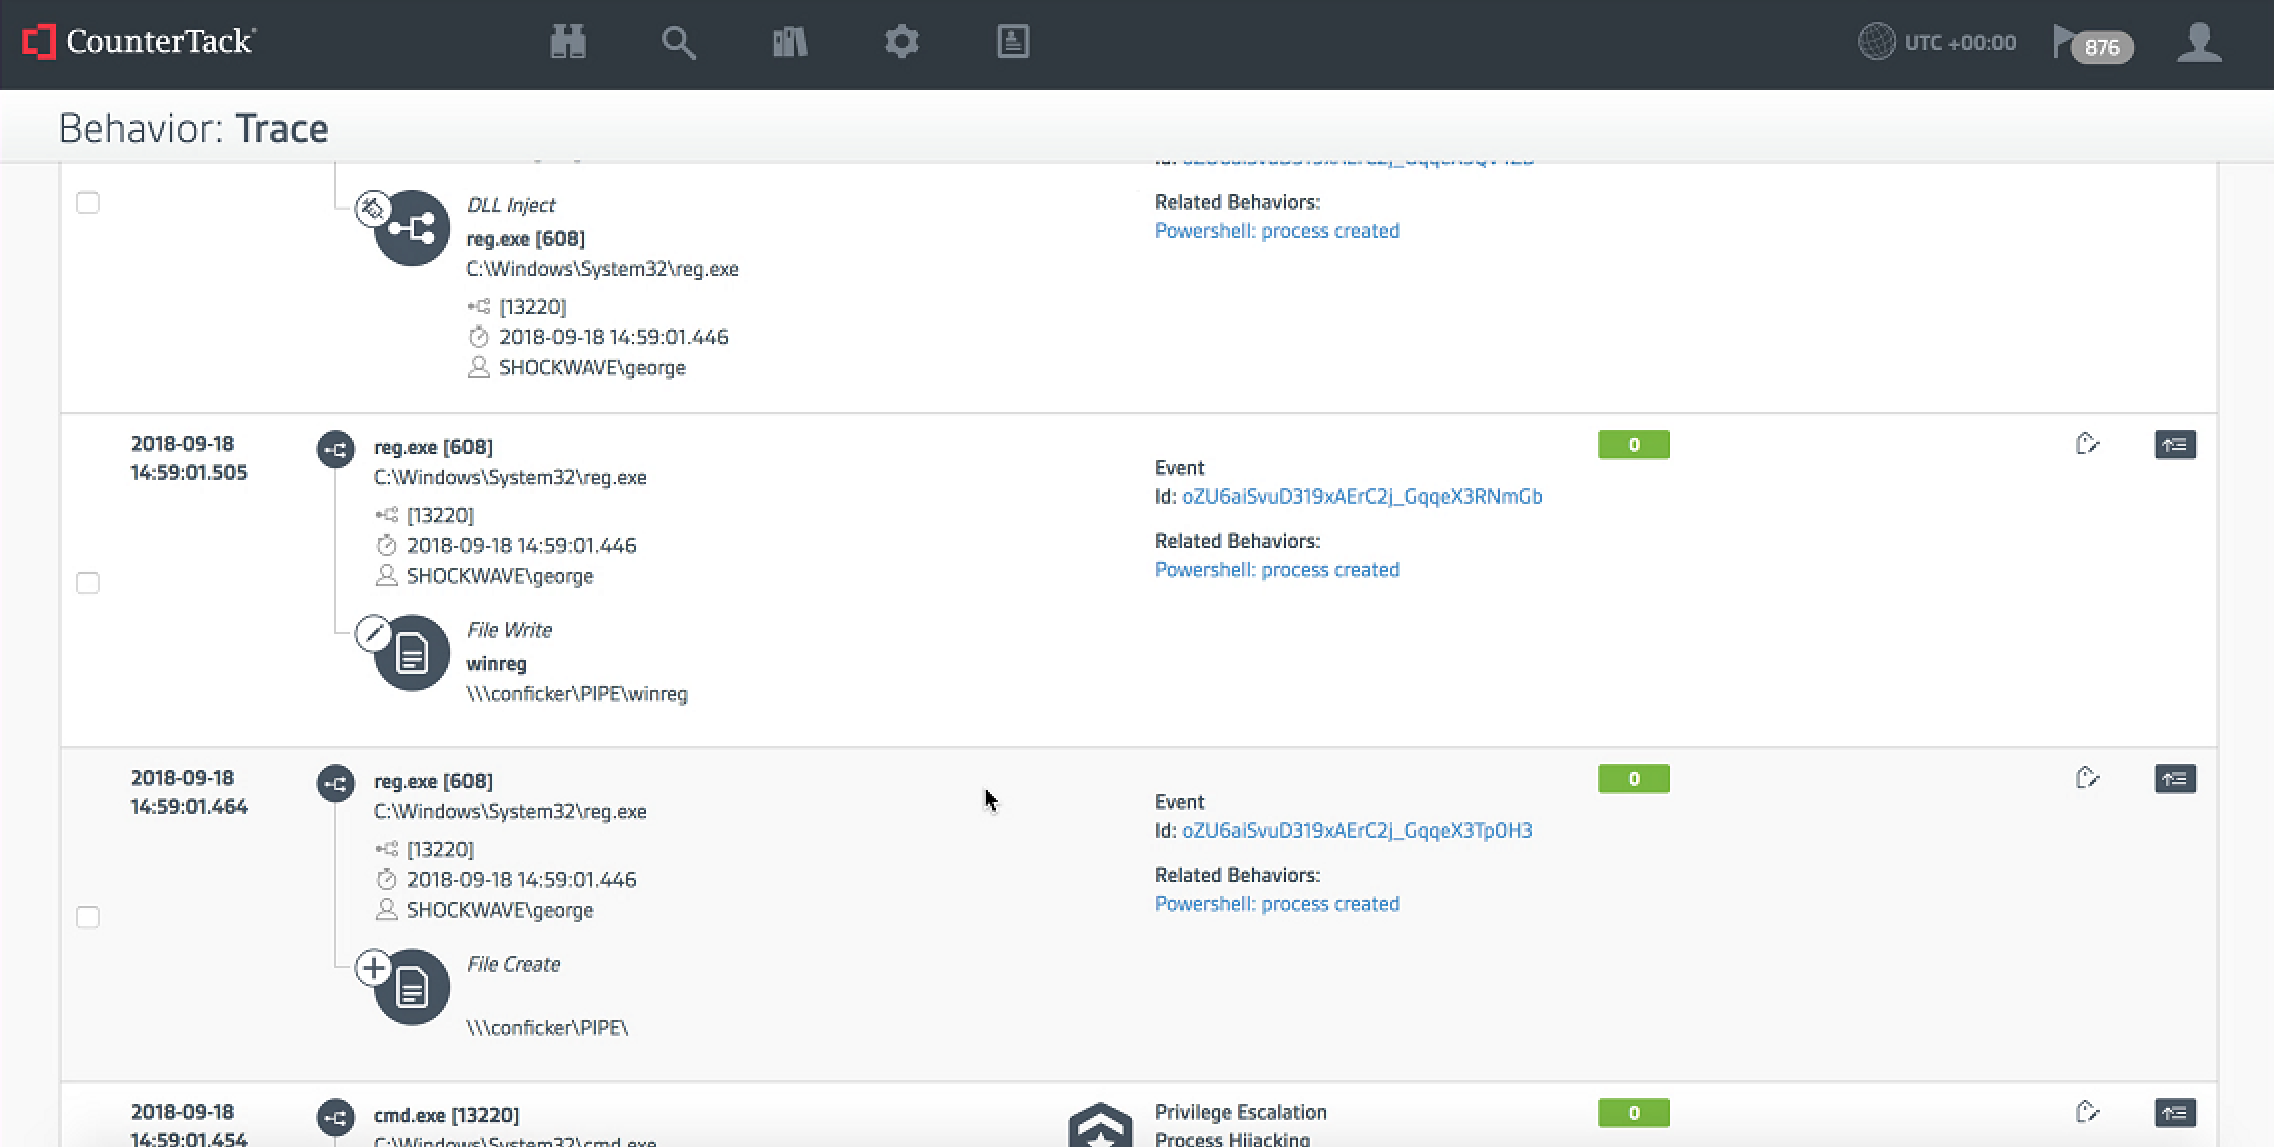 CounterTack
UTC +00:00
876
Behavior: Trace
DLL Inject
reg.exe [608]
C:\Windows\System32\reg.exe
[13220]
2018-09-18 14:59:01.446
SHOCKWAVE\george
Related Behaviors:
Powershell: process created
2018-09-18
14:59:01.505
reg.exe [608]
C:\Windows\System32\reg.exe
[13220]
2018-09-18 14:59:01.446
SHOCKWAVE\george
File Write
winreg
\\\conficker\PIPE\winreg
Event
Id: oZU6aiSvuD319xAErC2j_GqqeX3RNmGb
Related Behaviors:
Powershell: process created
0
2018-09-18
14:59:01.464
reg.exe [608]
C:\Windows\System32\reg.exe
[13220]
2018-09-18 14:59:01.446
SHOCKWAVE\george
File Create
\\\conficker\PIPE\
Event
Id: oZU6aiSvuD319xAErC2j_GqqeX3Tp0H3
Related Behaviors:
Powershell: process created
0
2018-09-18
14:59:01.454
cmd.exe [13220]
C:\Windows\System32\cmd.exe
Privilege Escalation
Process Hijacking
0